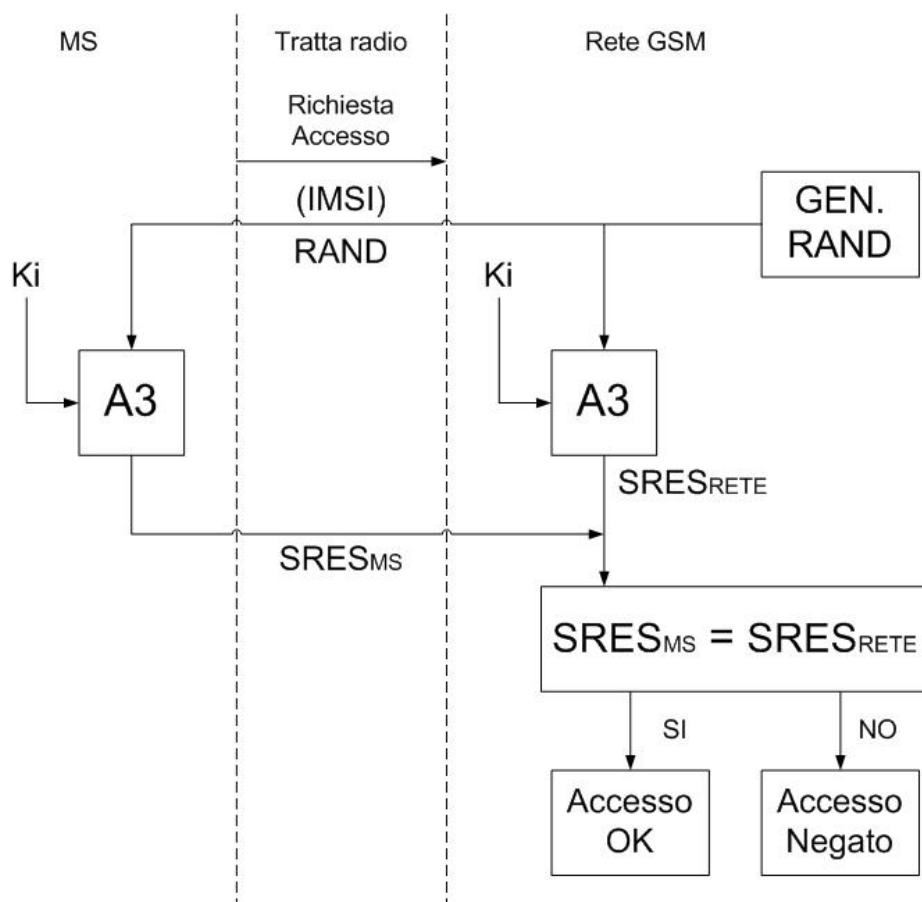 MS
Tratta radio
Rete GSM
Richiesta
Accesso
(IMSI)
RAND
GEN.
RAND
Ki
Ki
A3
A3
SRESRETE
SRESMS
SRESMS = SRESRETE
SI
NO
Accesso
OK
Accesso
Negato